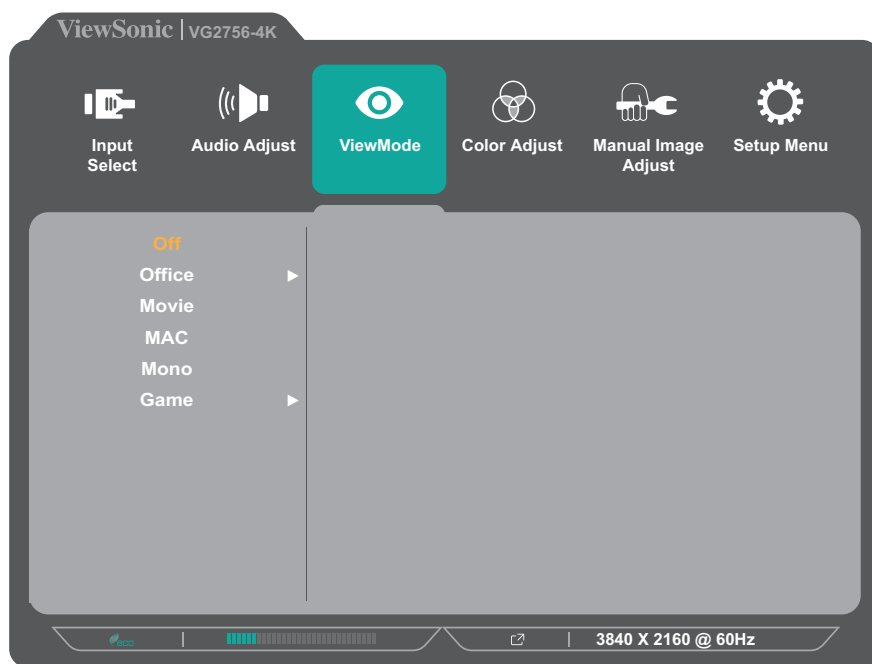 ViewSonic | VG2756-4K
Input Select
Audio Adjust
ViewMode
Color Adjust
Manual Image Adjust
Setup Menu
Off
Office
Movie
MAC
Mono
Game
eco
3840 X 2160 @ 60Hz